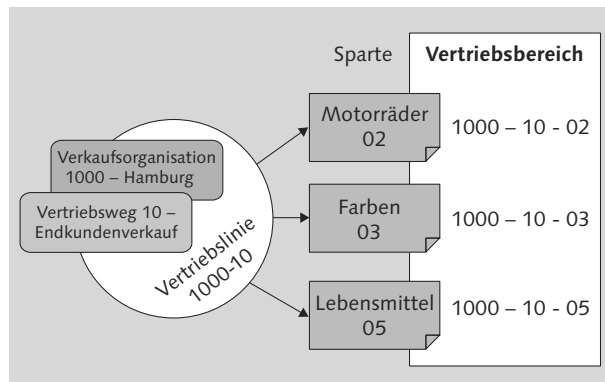 Sparte
Vertriebsbereich
Verkaufsorganisation
1000 – Hamburg
Vertriebsweg 10 –
Endkundenverkauf
Vertriebslinie
1000-10
Motorräder
02
1000 – 10 - 02
Farben
03
1000 – 10 - 03
Lebensmittel
05
1000 – 10 - 05